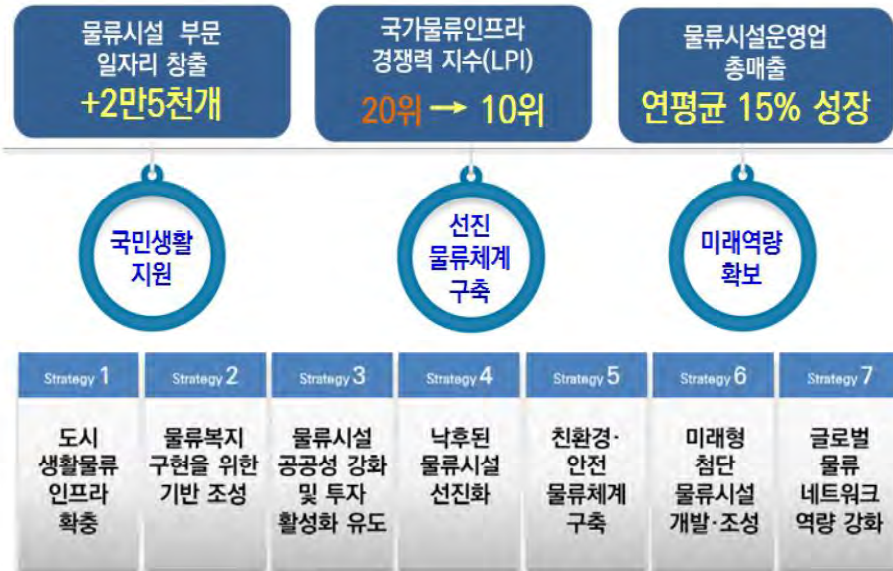 물류시설 부문
일자리 창출
+2만5천개
국가물류인프라
경쟁력 지수(LPI)
20위 → 10위
물류시설운영업
총매출
연평균 15% 성장
국민생활
지원
선진
물류체계
구축
미래역량
확보
Strategy 1
도시
생활물류
인프라
확충
Strategy 2
물류복지
구현을 위한
기반 조성
Strategy 3
물류시설
공공성 강화
및 투자
활성화 유도
Strategy 4
낙후된
물류시설
선진화
Strategy 5
친환경·
안전
물류체계
구축
Strategy 6
미래형
첨단
물류시설
개발·조성
Strategy 7
글로벌
물류
네트워크
역량 강화